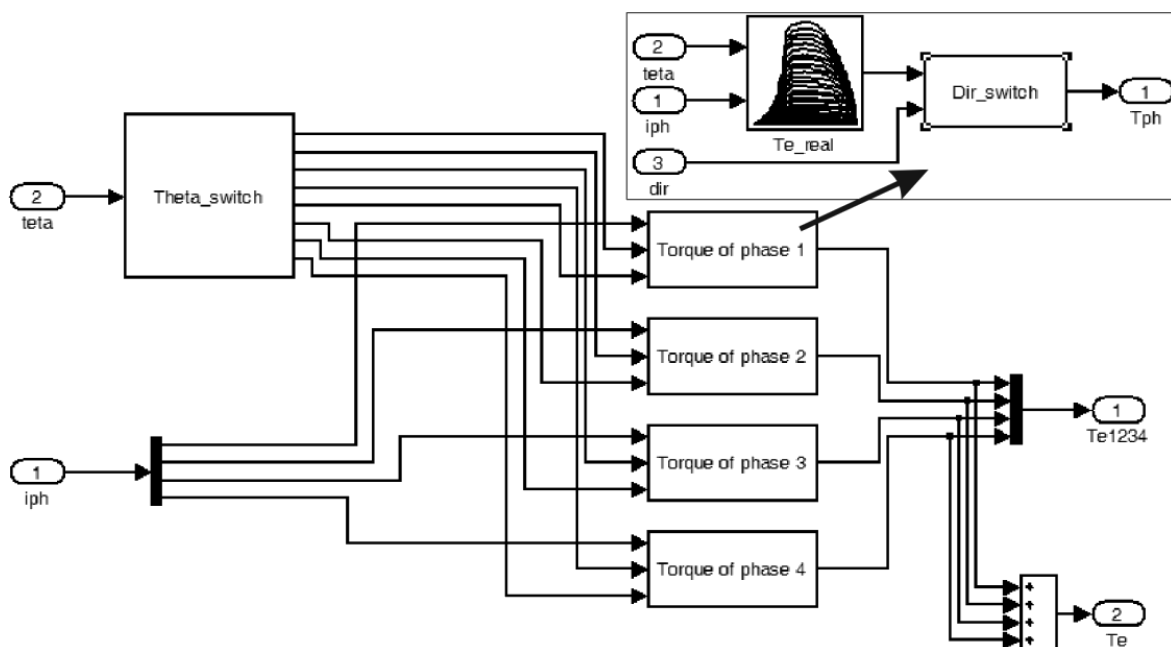 2
teta
1
iph
3
dir
Te_real
Dir_switch
1
Tph
2
teta
Theta_switch
Torque of phase 1
Torque of phase 2
Torque of phase 3
Torque of phase 4
1
iph
1
Te1234
+
+
+
+
2
Te